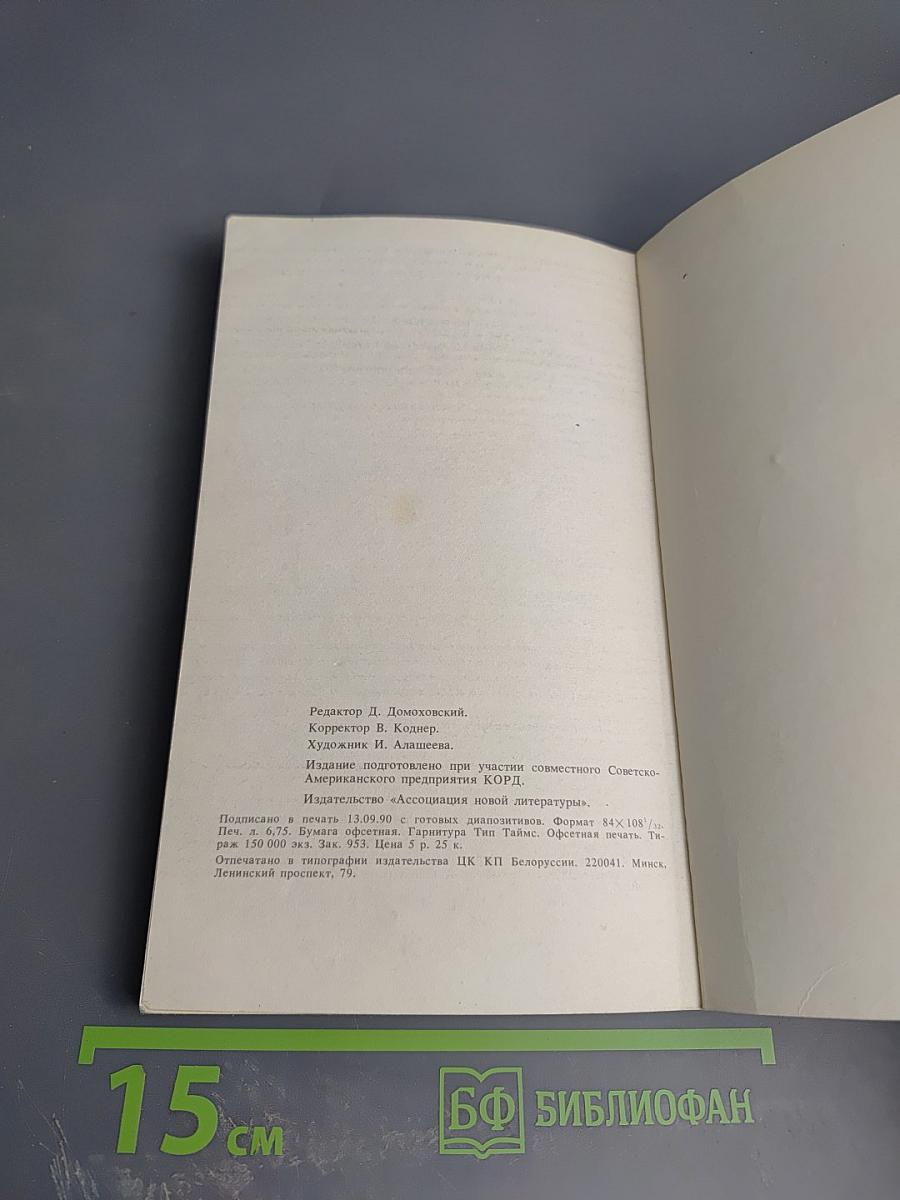 Редактор Д. Домоховский.
Корректор В. Коднер.
Художник И. Алашеева.
Издание подготовлено при участии совместного Советско-
Американского предприятия КОРД.
Издательство «Ассоциация новой литературы».
Подписано в печать 13.09.90 с готовых диапозитивов. Формат 84×108¹/₃₂.
Печ. л. 6,75. Бумага офсетная. Гарнитура Тип Таймс. Офсетная печать. Ти-
раж 150 000 экз. Зак. 953. Цена 5 р. 25 к.
Отпечатано в типографии издательства ЦК КП Белоруссии. 220041. Минск,
Ленинский проспект, 79.
15 см
БФ БИБЛИОФАН